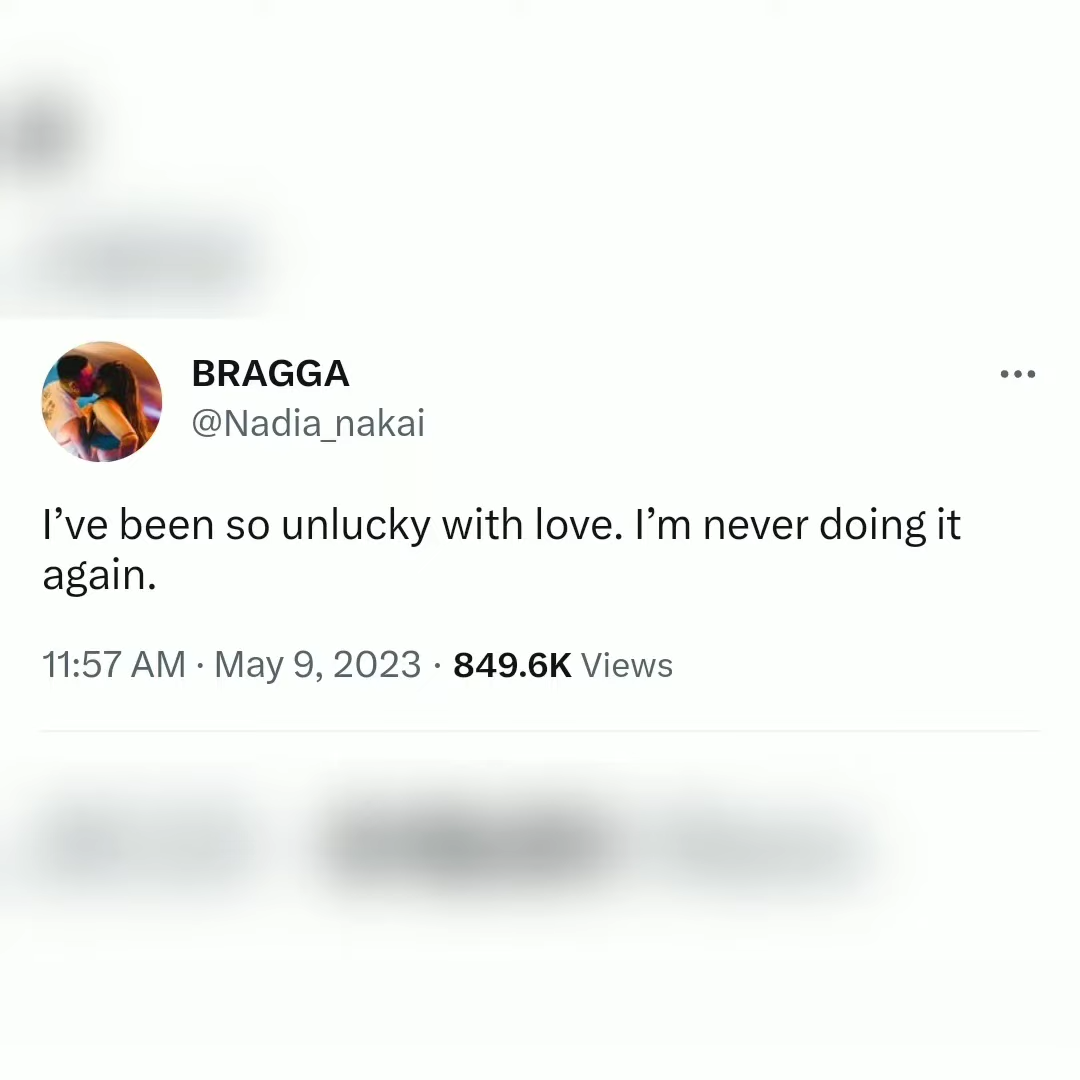 BRAGGA
@Nadia_nakai
I’ve been so unlucky with love. I’m never doing it
again.
11:57 AM · May 9, 2023 · 849.6K Views